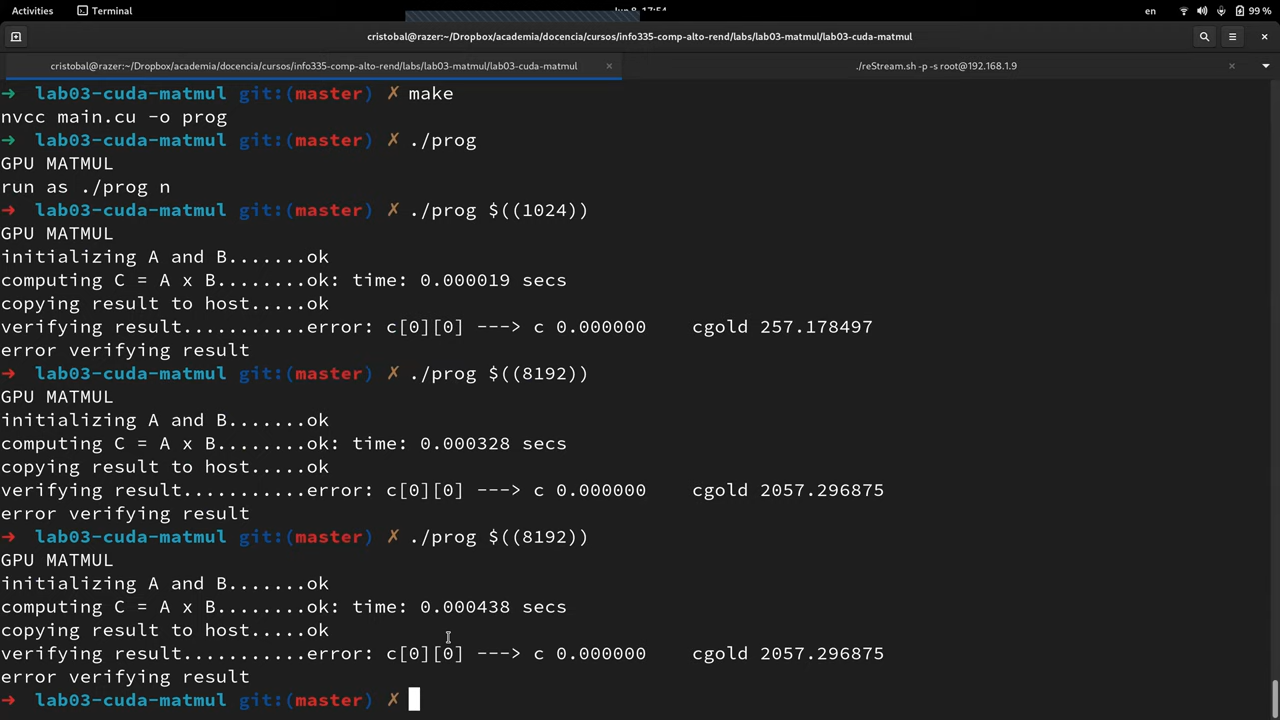 Activities Terminal en 99 %
cristobal@razer:~/Dropbox/academia/docencia/cursos/info335-comp-alto-rend/labs/lab03-matmul/lab03-cuda-matmul
cristobal@razer:~/Dropbox/academia/docencia/cursos/info335-comp-alto-rend/labs/lab03-matmul/lab03-cuda-matmul × ./reStream.sh -p -s root@192.168.1.9 ×
→ lab03-cuda-matmul git:(master) ✗ make
nvcc main.cu -o prog
→ lab03-cuda-matmul git:(master) ✗ ./prog
GPU MATMUL
run as ./prog n
→ lab03-cuda-matmul git:(master) ✗ ./prog $((1024))
GPU MATMUL
initializing A and B.......ok
computing C = A x B........ok: time: 0.000019 secs
copying result to host.....ok
verifying result...........error: c[0][0] ---> c 0.000000 cgold 257.178497
error verifying result
→ lab03-cuda-matmul git:(master) ✗ ./prog $((8192))
GPU MATMUL
initializing A and B.......ok
computing C = A x B........ok: time: 0.000328 secs
copying result to host.....ok
verifying result...........error: c[0][0] ---> c 0.000000 cgold 2057.296875
error verifying result
→ lab03-cuda-matmul git:(master) ✗ ./prog $((8192))
GPU MATMUL
initializing A and B.......ok
computing C = A x B........ok: time: 0.000438 secs
copying result to host.....ok
verifying result...........error: c[0][0] ---> c 0.000000 cgold 2057.296875
error verifying result
→ lab03-cuda-matmul git:(master) ✗